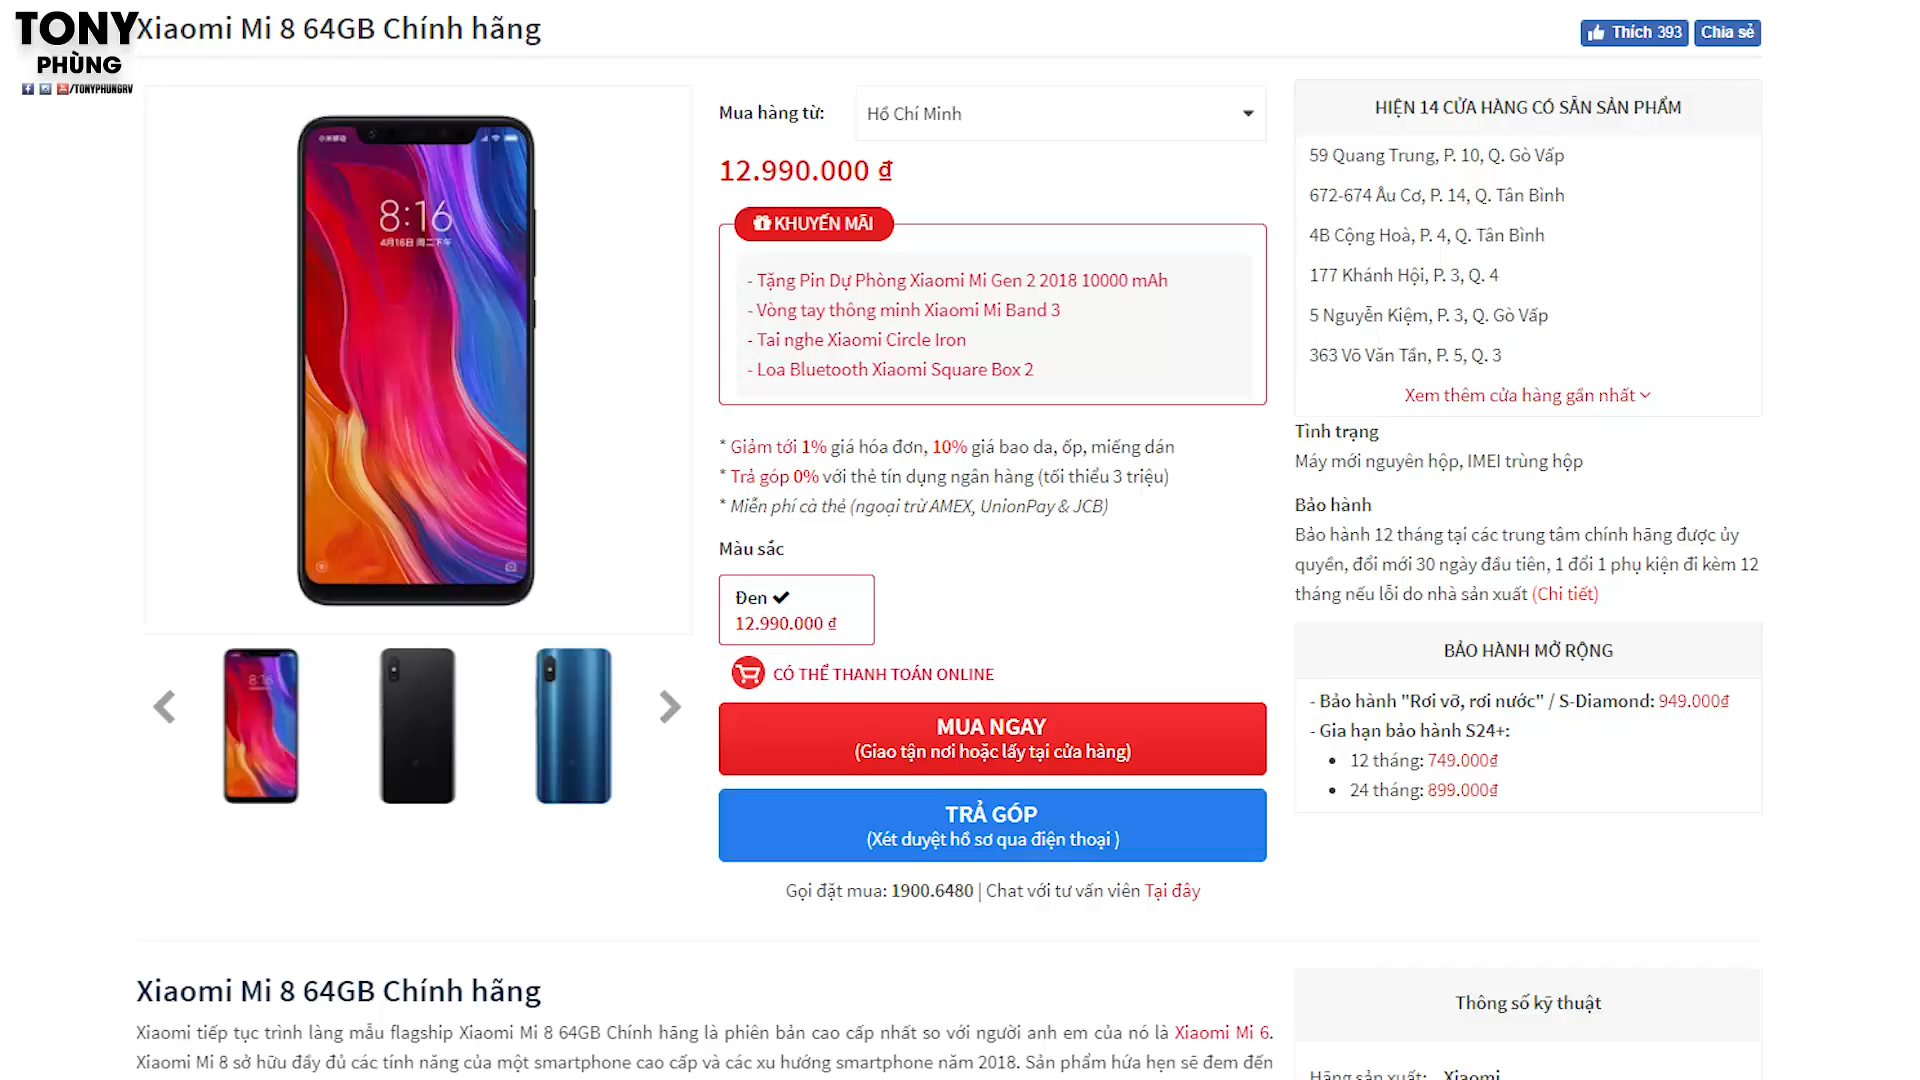 TONY
PHÙNG
/TONYPHUNGRV
Xiaomi Mi 8 64GB Chính hãng
Thích 393
Chia sẻ
8:16
4月16日 周二下午
8:16
Mua hàng từ:
Hồ Chí Minh
12.990.000 ₫
KHUYẾN MÃI
- Tặng Pin Dự Phòng Xiaomi Mi Gen 2 2018 10000 mAh
- Vòng tay thông minh Xiaomi Mi Band 3
- Tai nghe Xiaomi Circle Iron
- Loa Bluetooth Xiaomi Square Box 2
* Giảm tới 1% giá hóa đơn, 10% giá bao da, ốp, miếng dán
* Trả góp 0% với thẻ tín dụng ngân hàng (tối thiểu 3 triệu)
* Miễn phí cà thẻ (ngoại trừ AMEX, UnionPay & JCB)
Màu sắc
Đen
12.990.000 ₫
CÓ THỂ THANH TOÁN ONLINE
MUA NGAY
(Giao tận nơi hoặc lấy tại cửa hàng)
TRẢ GÓP
(Xét duyệt hồ sơ qua điện thoại )
Gọi đặt mua: 1900.6480 | Chat với tư vấn viên Tại đây
HIỆN 14 CỬA HÀNG CÓ SẴN SẢN PHẨM
59 Quang Trung, P. 10, Q. Gò Vấp
672-674 Âu Cơ, P. 14, Q. Tân Bình
4B Cộng Hoà, P. 4, Q. Tân Bình
177 Khánh Hội, P. 3, Q. 4
5 Nguyễn Kiệm, P. 3, Q. Gò Vấp
363 Võ Văn Tần, P. 5, Q. 3
Xem thêm cửa hàng gần nhất
Tình trạng
Máy mới nguyên hộp, IMEI trùng hộp
Bảo hành
Bảo hành 12 tháng tại các trung tâm chính hãng được ủy
quyền, đổi mới 30 ngày đầu tiên, 1 đổi 1 phụ kiện đi kèm 12
tháng nếu lỗi do nhà sản xuất (Chi tiết)
BẢO HÀNH MỞ RỘNG
- Bảo hành "Rơi vỡ, rơi nước" / S-Diamond: 949.000₫
- Gia hạn bảo hành S24+:
12 tháng: 749.000₫
24 tháng: 899.000₫
Xiaomi Mi 8 64GB Chính hãng
Xiaomi tiếp tục trình làng mẫu flagship Xiaomi Mi 8 64GB Chính hãng là phiên bản cao cấp nhất so với người anh em của nó là Xiaomi Mi 6.
Xiaomi Mi 8 sở hữu đầy đủ các tính năng của một smartphone cao cấp và các xu hướng smartphone năm 2018. Sản phẩm hứa hẹn sẽ đem đến
Thông số kỹ thuật
Hãng sản xuất: Xiaomi